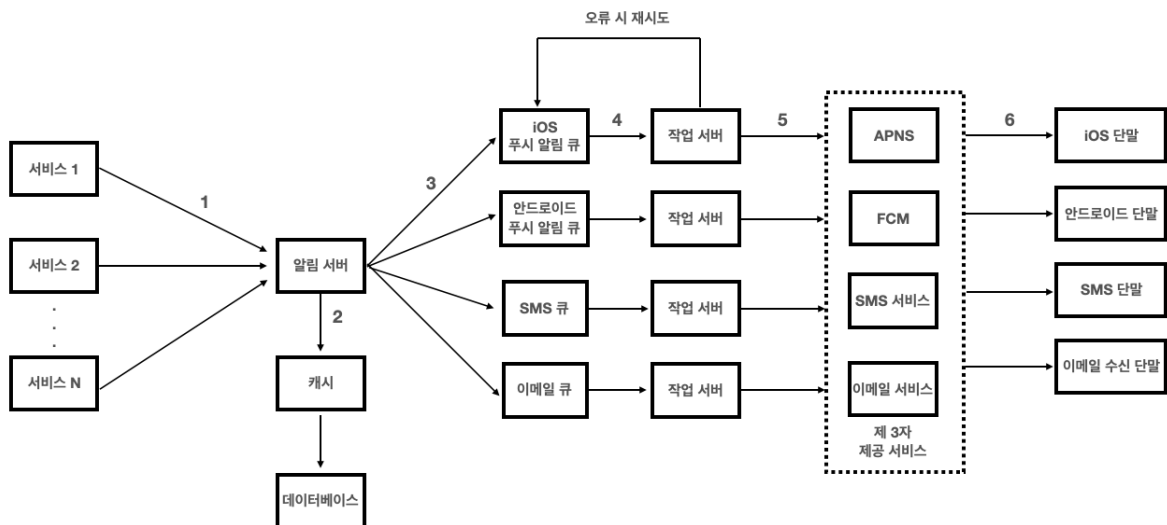 오류 시 재시도
iOS
푸시 알림 큐
4
작업 서버
5
APNS
6
iOS 단말
서비스 1
1
3
안드로이드
푸시 알림 큐
작업 서버
FCM
안드로이드 단말
서비스 2
알림 서버
.
.
.
2
SMS 큐
작업 서버
SMS 서비스
SMS 단말
서비스 N
캐시
이메일 큐
작업 서버
이메일 서비스
이메일 수신 단말
제 3자
제공 서비스
데이터베이스